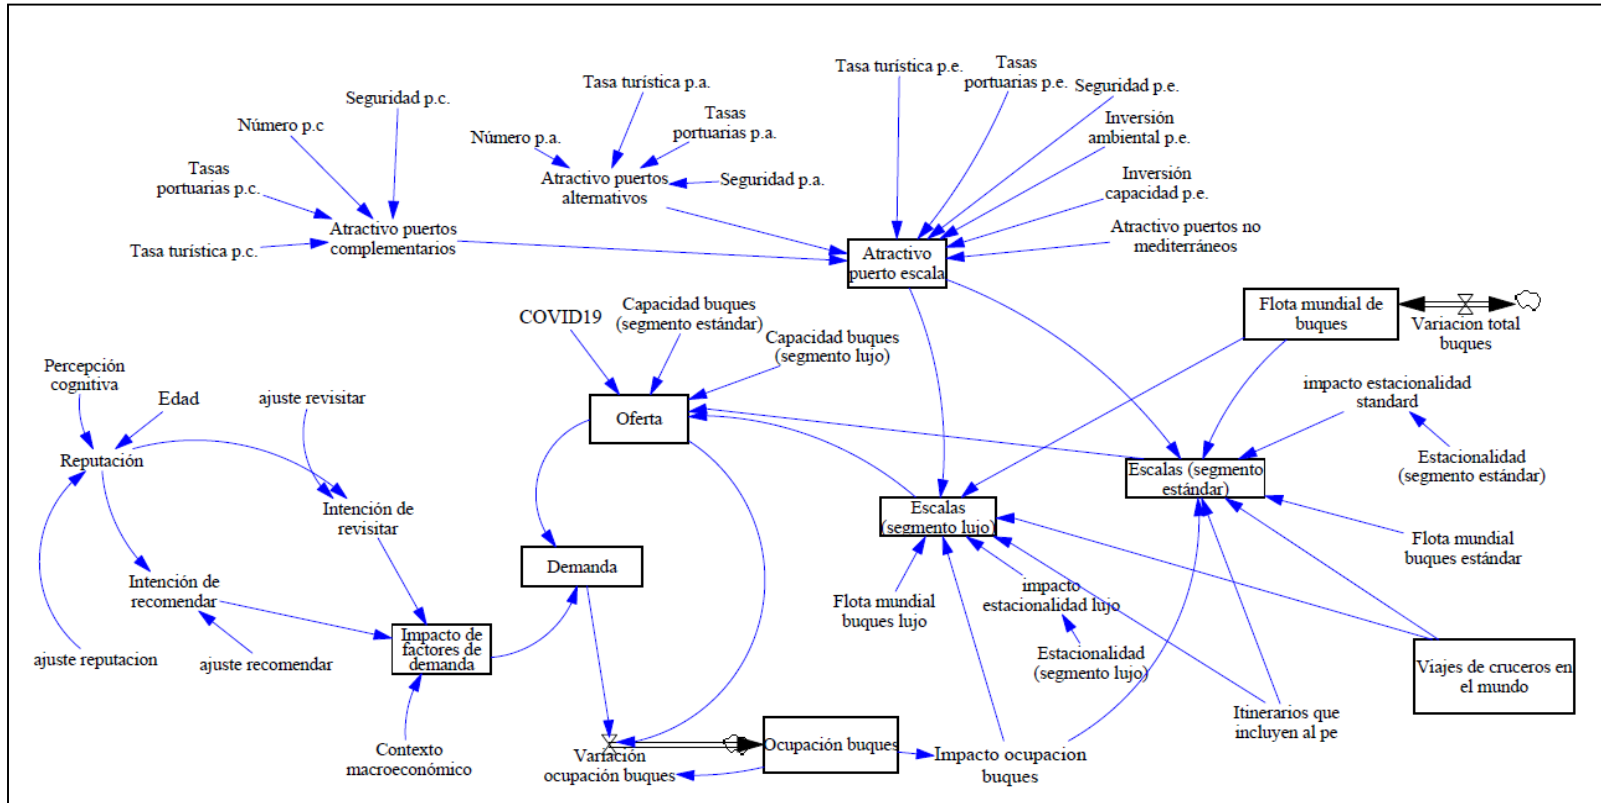 Tasa turística p.e.
Tasas
portuarias p.e.
Seguridad p.e.
Inversión
ambiental p.e.
Inversión
capacidad p.e.
Atractivo puertos no
mediterráneos
Tasa turística p.a.
Tasas
portuarias p.a.
Número p.a.
Atractivo puertos
alternativos
Seguridad p.a.
Seguridad p.c.
Número p.c
Tasas
portuarias p.c.
Tasa turística p.c.
Atractivo puertos
complementarios
Atractivo
puerto escala
COVID19
Capacidad buques
(segmento estándar)
Capacidad buques
(segmento lujo)
Flota mundial de
buques
Variacion total
buques
Percepción
cognitiva
Edad
ajuste revisitar
Oferta
impacto estacionalidad
standard
Reputación
Estacionalidad
(segmento estándar)
Escalas (segmento
estándar)
Intención de
revisitar
Escalas
(segmento lujo)
Flota mundial
buques estándar
Demanda
Intención de
recomendar
Flota mundial
buques lujo
impacto
estacionalidad lujo
Impacto de
factores de
demanda
ajuste reputacion
ajuste recomendar
Estacionalidad
(segmento lujo)
Viajes de cruceros en
el mundo
Itinerarios que
incluyen al pe
Contexto
macroeconómico
Variación
ocupación buques
Ocupación buques
Impacto ocupacion
buques